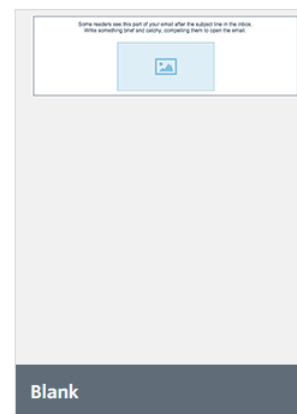 Some readers see this part of your email after the subject line in the inbox.
Write something brief and catchy, compelling them to open the email.
Blank